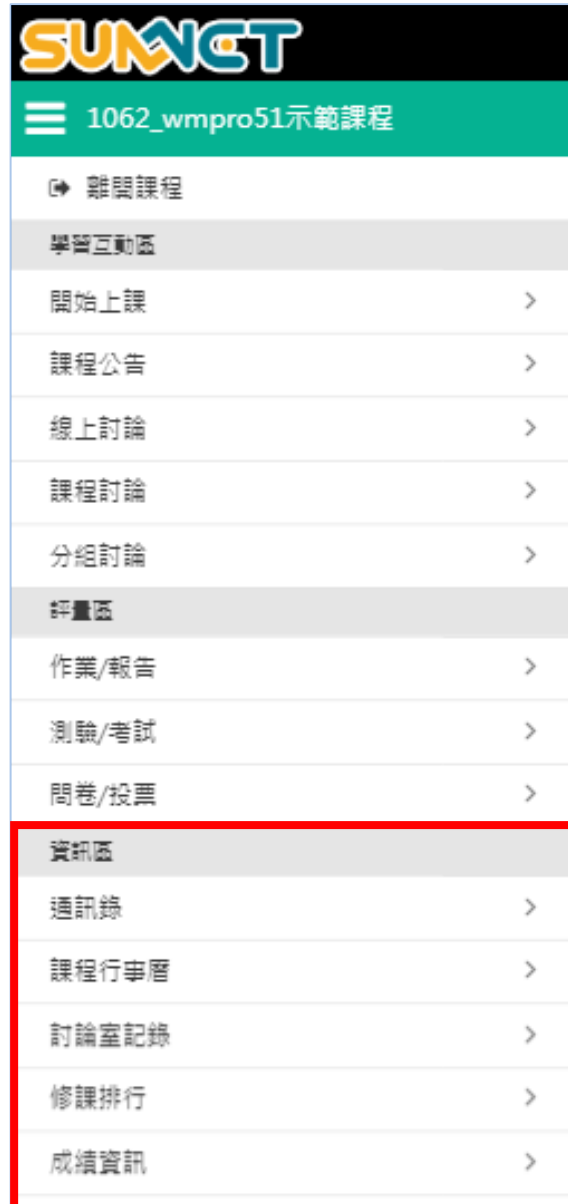 SUNNET
1062_wmpro51示範課程
離開課程
學習互動區
開始上課
課程公告
線上討論
課程討論
分組討論
評量區
作業/報告
測驗/考試
問卷/投票
資訊區
通訊錄
課程行事曆
討論室記錄
修課排行
成績資訊